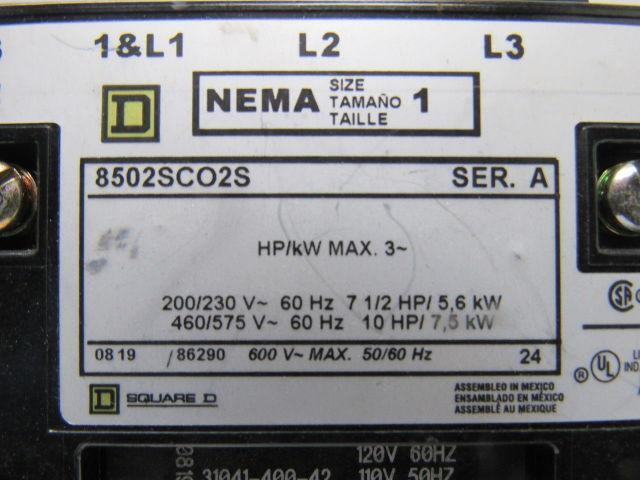 1&L1 L2 L3
D NEMA SIZE TAMAÑO TAILLE 1
8502SCO2S SER. A
HP/kW MAX. 3~
200/230 V~ 60 Hz 7 1/2 HP/ 5,6 kW
460/575 V~ 60 Hz 10 HP/ 7,5 kW
0819 /86290 600 V~ MAX. 50/60 Hz 24
D SQUARE D
ASSEMBLED IN MEXICO
ENSAMBLADO EN MÉXICO
ASSEMBLÉ AU MEXIQUE
® UL
120V 60HZ
31041-400-42 110V 50HZ